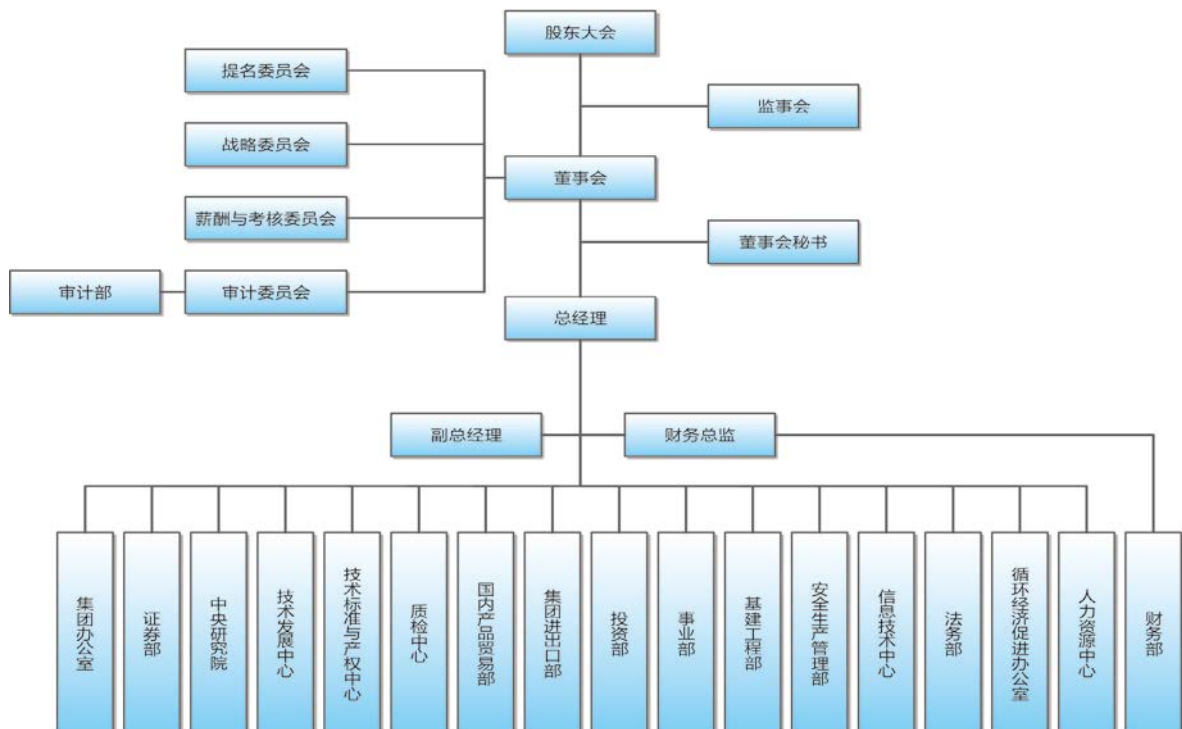 股东大会
提名委员会
监事会
战略委员会
董事会
薪酬与考核委员会
董事会秘书
审计部
审计委员会
总经理
副总经理
财务总监
集团办公室
证券部
中央研究院
技术发展中心
技术标准与产权中心
质检中心
国内产品贸易部
集团进出口部
投资部
事业部
基建工程部
安全生产管理部
信息技术中心
法务部
循环经济促进办公室
人力资源中心
财务部